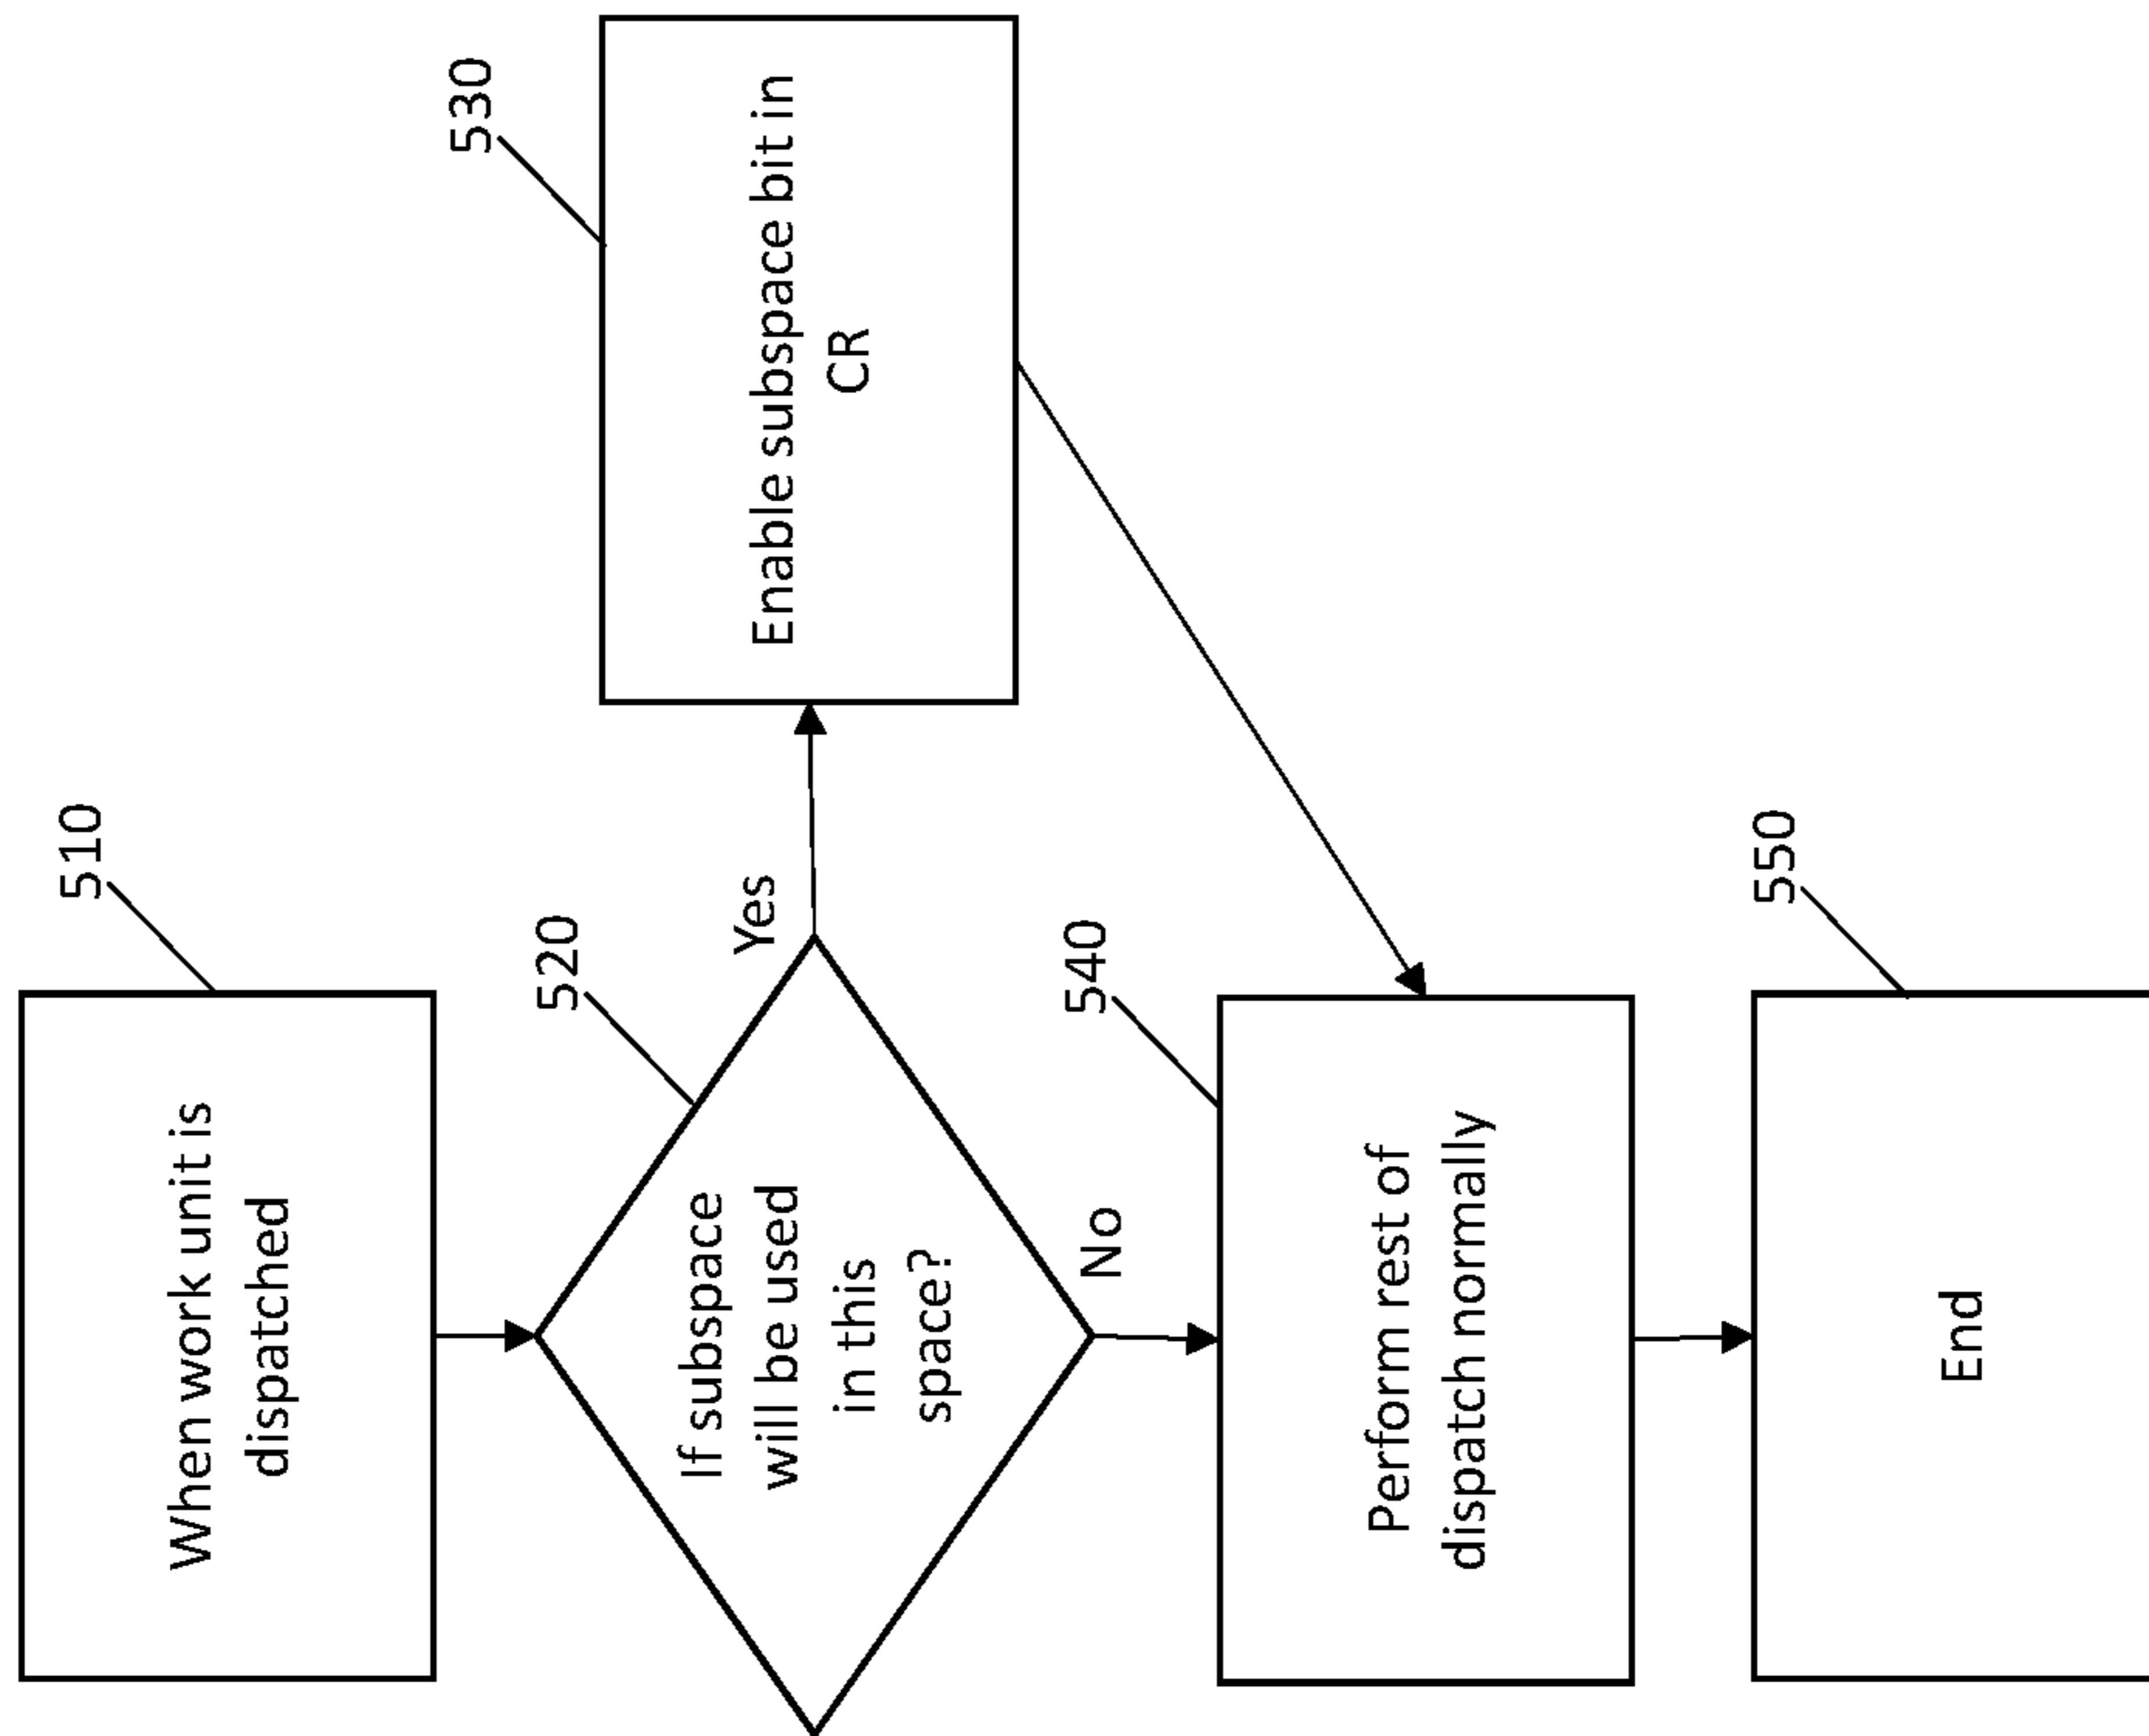 510
When work unit is
dispatched
520
If subspace
will be used
in this
space?
Yes
530
Enable subspace bit in
CR
No
540
Perform rest of
dispatch normally
550
End